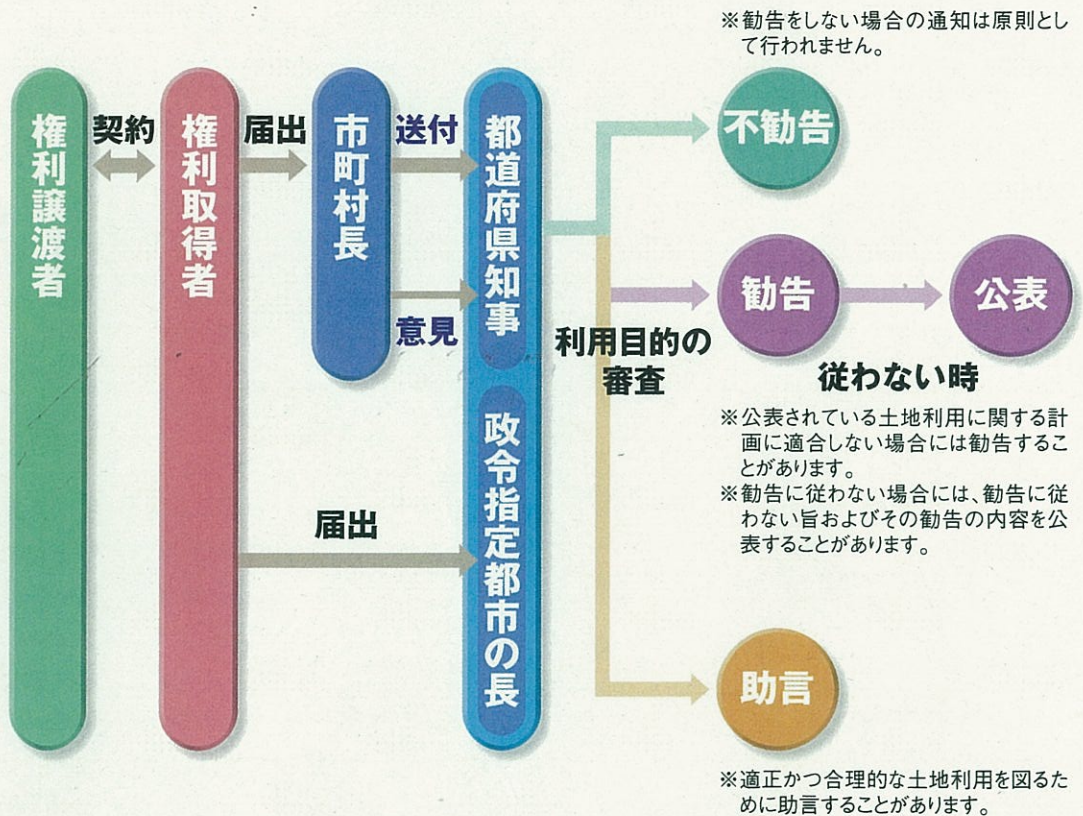 ※勧告をしない場合の通知は原則とし
て行われません。
権利譲渡者
契約
権利取得者
届出
市町村長
送付
意見
都道府県知事
政令指定都市の長
届出
利用目的の
審査
不勧告
勧告
公表
従わない時
※公表されている土地利用に関する計
画に適合しない場合には勧告するこ
とがあります。
※勧告に従わない場合には、勧告に従
わない旨およびその勧告の内容を公
表することがあります。
助言
※適正かつ合理的な土地利用を図るた
めに助言することがあります。